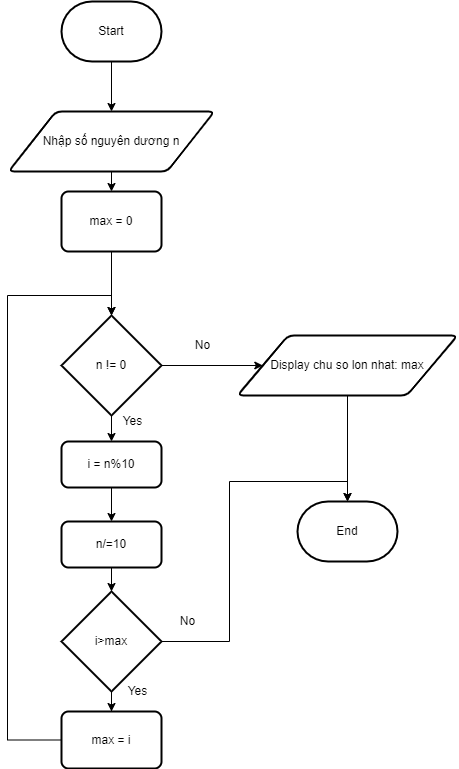 Start
Nhập số nguyên dương n
max = 0
n != 0
No
Display chu so lon nhat: max
Yes
i = n%10
n/=10
End
i>max
No
Yes
max = i